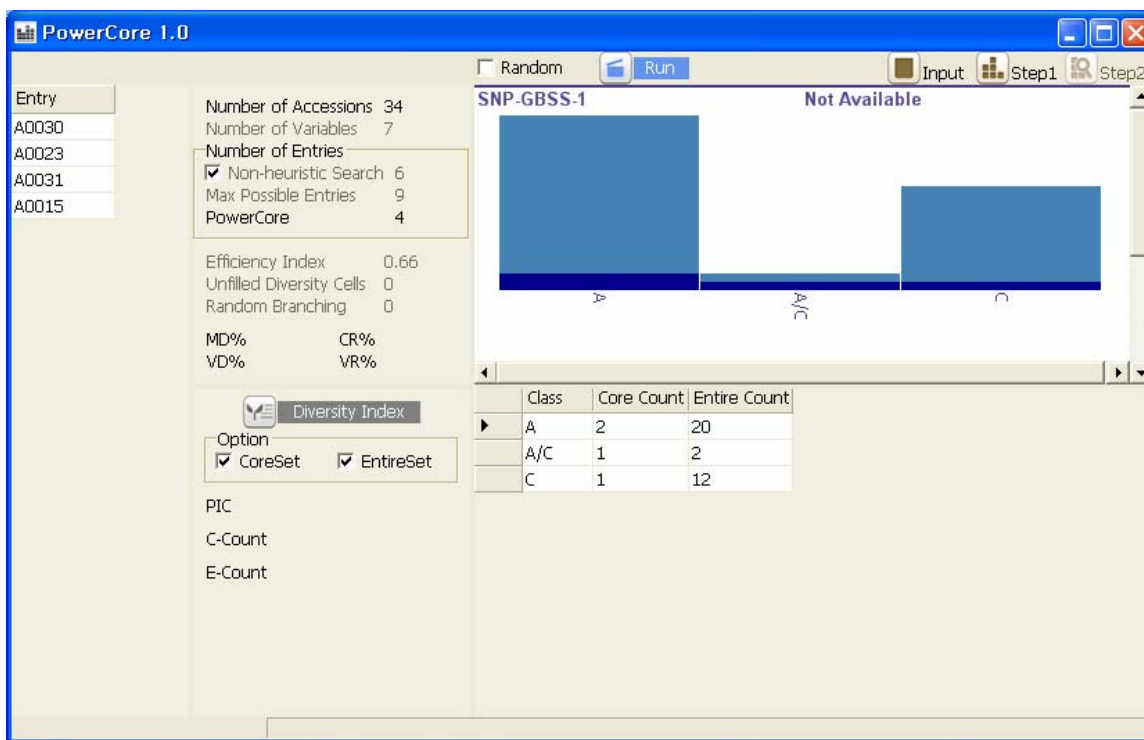 PowerCore 1.0
Random Run Input Step1 Step2
Entry
A0030
A0023
A0031
A0015
Number of Accessions 34
Number of Variables 7
Number of Entries
Non-heuristic Search 6
Max Possible Entries 9
PowerCore 4
Efficiency Index 0.66
Unfilled Diversity Cells 0
Random Branching 0
MD% CR%
VD% VR%
Diversity Index
Option
CoreSet EntireSet
PIC
C-Count
E-Count
SNP-GBSS-1 Not Available
A A/C C
Class Core Count Entire Count
A 2 20
A/C 1 2
C 1 12